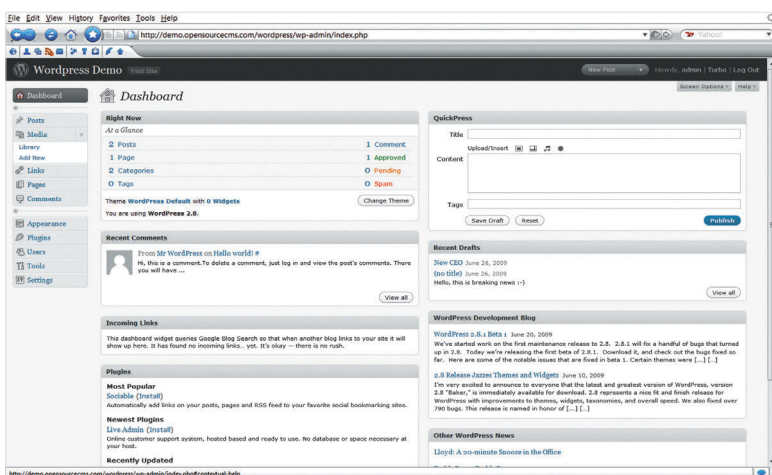 File Edit View History Favorites Tools Help
http://demo.opensourcecms.com/wordpress/wp-admin/index.php
Yahoo!
Wordpress Demo Visit Site
New Post
Howdy, admin | Turbo | Log Out
Screen Options Help
Dashboard
Posts
Media
Library
Add New
Links
Pages
Comments
Appearance
Plugins
Users
Tools
Settings
Dashboard
Right Now
At a Glance
2 Posts 1 Comment
1 Page 1 Approved
2 Categories 0 Pending
0 Tags 0 Spam
Theme WordPress Default with 0 Widgets Change Theme
You are using WordPress 2.8.
Recent Comments
From Mr WordPress on Hello world! #
Hi, this is a comment.To delete a comment, just log in and view the post's comments. There
you will have ...
View all
Incoming Links
This dashboard widget queries Google Blog Search so that when another blog links to your site it will
show up here. It has found no incoming links… yet. It's okay — there is no rush.
Plugins
Most Popular
Sociable (Install)
Automatically add links on your posts, pages and RSS feed to your favorite social bookmarking sites.
Newest Plugins
Live Admin (Install)
Online customer support system, hosted based and ready to use. No database or space necessary at
your host.
Recently Updated
QuickPress
Title
Upload/Insert
Content
Tags
Save Draft Reset Publish
Recent Drafts
New CEO June 26, 2009
(no title) June 26, 2009
Hello, this is breaking news :-)
View all
WordPress Development Blog
WordPress 2.8.1 Beta 1 June 20, 2009
We've started work on the first maintenance release to 2.8. 2.8.1 will fix a handful of bugs that turned
up in 2.8. Today we're releasing the first beta of 2.8.1. Download it, and check out the bugs fixed so
far. Here are some of the notable issues that are fixed in beta 1. Certain themes were [...] [...]
2.8 Release Jazzes Themes and Widgets June 10, 2009
I'm very excited to announce to everyone that the latest and greatest version of WordPress, version
2.8 "Baker," is immediately available for download. 2.8 represents a nice fit and finish release for
WordPress with improvements to themes, widgets, taxonomies, and overall speed. We also fixed over
790 bugs. This release is named in honor of [...] [...]
Other WordPress News
Lloyd: A 20-minute Snooze in the Office
http://demo.opensourcecms.com/wordpress/wp-admin/index.php#contextual-help